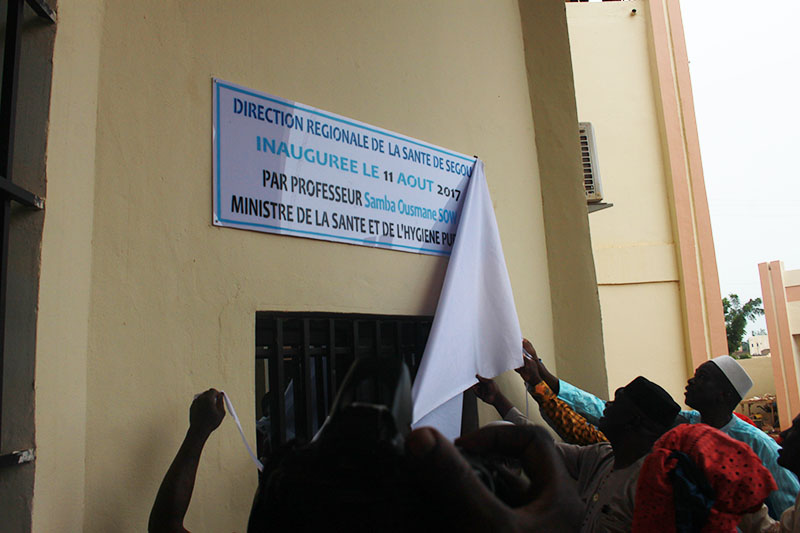 DIRECTION REGIONALE DE LA SANTE DE SEGOU
INAUGUREE LE 11 AOUT 2017
PAR PROFESSEUR Samba Ousmane SOW
MINISTRE DE LA SANTE ET DE L'HYGIENE